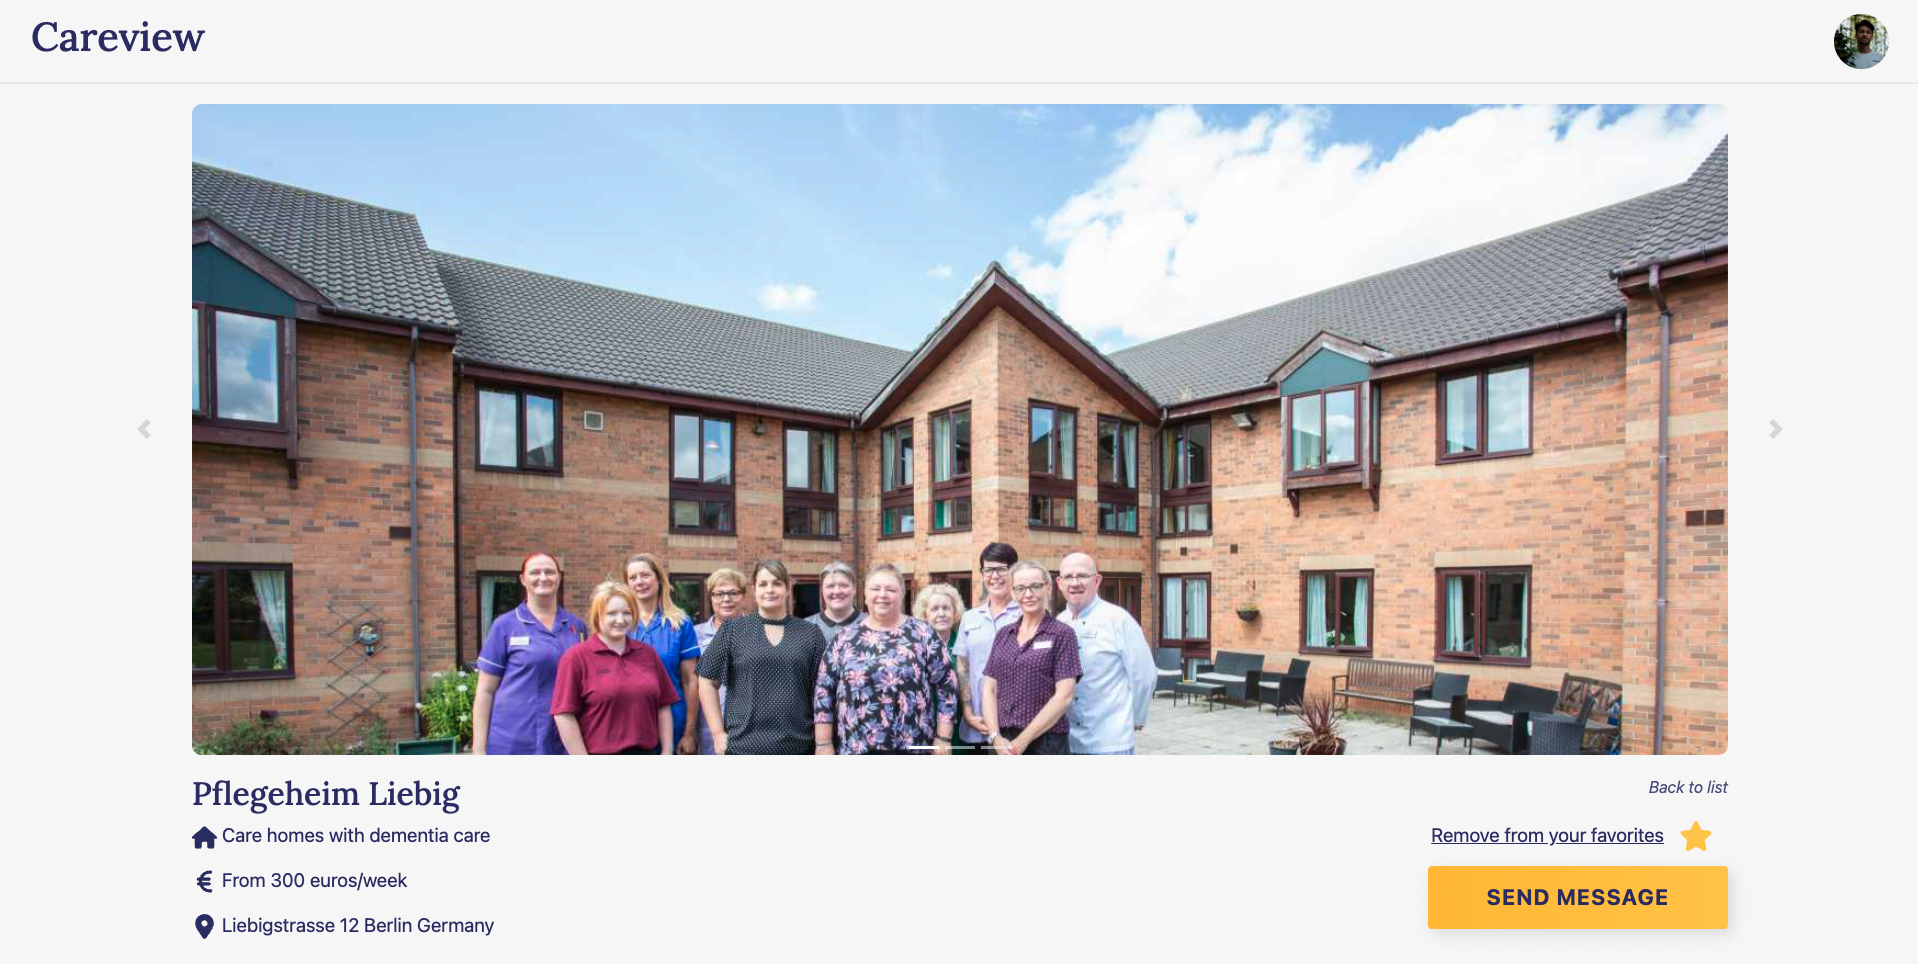 Careview
Pflegeheim Liebig
Back to list
Care homes with dementia care
Remove from your favorites
From 300 euros/week
SEND MESSAGE
Liebigstrasse 12 Berlin Germany